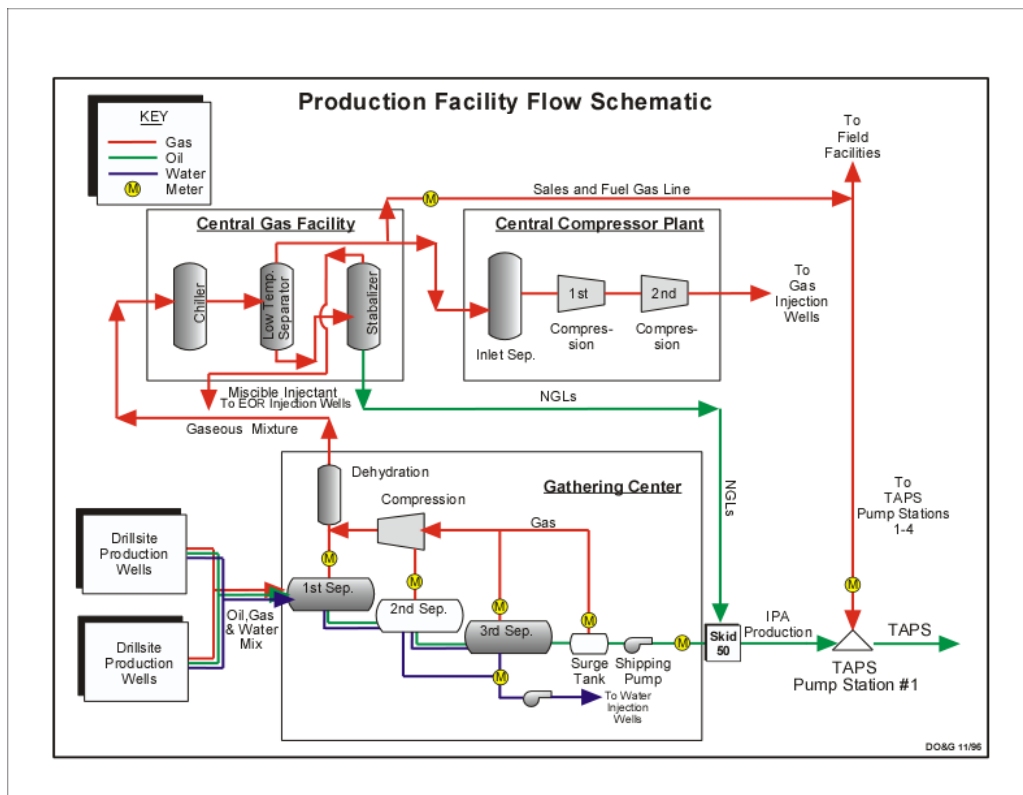 Production Facility Flow Schematic
KEY
Gas
Oil
Water
M
Meter
To
Field
Facilities
M
Sales and Fuel Gas Line
Central Gas Facility
Chiller
Low Temp.
Separator
Stabalizer
Central Compressor Plant
1st
2nd
Inlet Sep.
Compres-
sion
Compres-
sion
To
Gas
Injection
Wells
Miscible Injectant
To EOR Injection Wells
Gaseous Mixture
NGLs
NGLs
To
TAPS
Pump Stations
1-4
Gathering Center
Dehydration
Compression
Gas
M
M
M
M
M
M
M
Drillsite
Production
Wells
Drillsite
Production
Wells
Oil,Gas
& Water
Mix
1st Sep.
2nd Sep.
3rd Sep.
Surge
Tank
Shipping
Pump
To Water
Injection
Wells
Skid
50
IPA
Production
TAPS
TAPS
Pump Station #1
DO&G 11/96